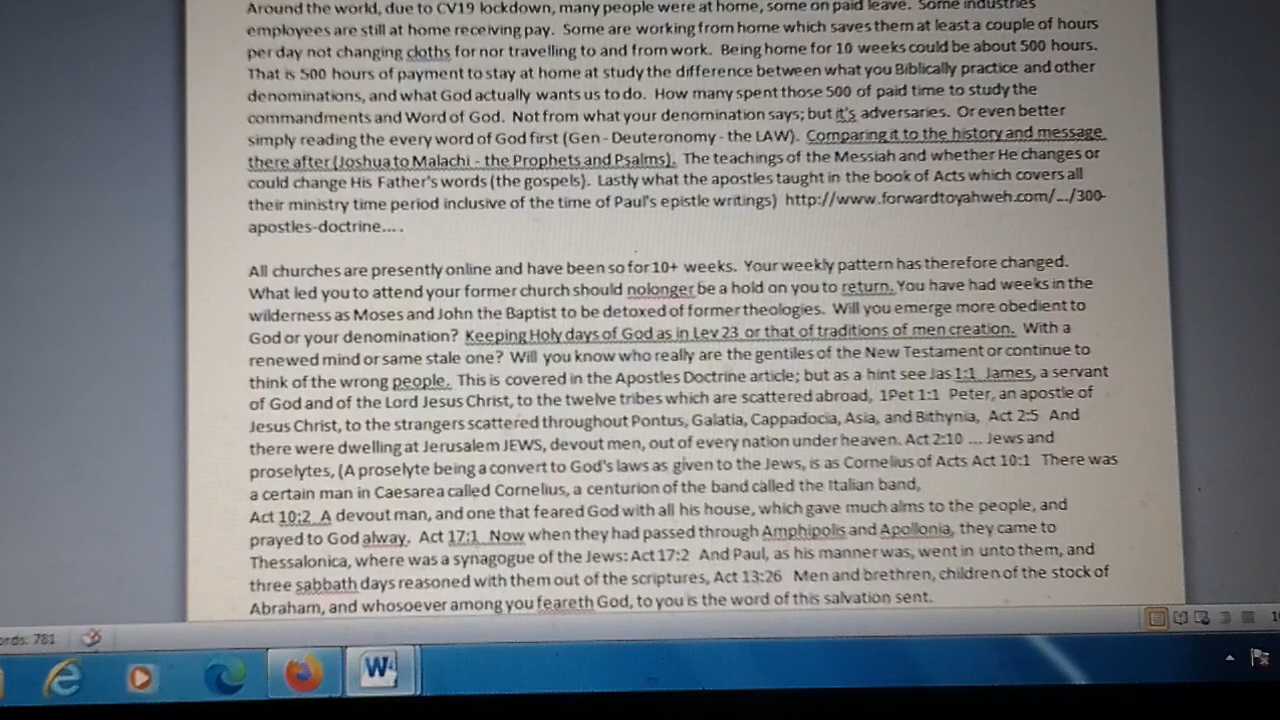 Around the world, due to CV19 lockdown, many people were at home, some on paid leave. Some industries
employees are still at home receiving pay. Some are working from home which saves them at least a couple of hours
per day not changing cloths for nor travelling to and from work. Being home for 10 weeks could be about 500 hours.
That is 500 hours of payment to stay at home at study the difference between what you Biblically practice and other
denominations, and what God actually wants us to do. How many spent those 500 of paid time to study the
commandments and Word of God. Not from what your denomination says; but it's adversaries. Or even better
simply reading the every word of God first (Gen - Deuteronomy - the LAW). Comparing it to the history and message
there after (Joshua to Malachi - the Prophets and Psalms). The teachings of the Messiah and whether He changes or
could change His Father's words (the gospels). Lastly what the apostles taught in the book of Acts which covers all
their ministry time period inclusive of the time of Paul's epistle writings) http://www.forwardtoyahweh.com/.../300-
apostles-doctrine... .
All churches are presently online and have been so for 10+ weeks. Your weekly pattern has therefore changed.
What led you to attend your former church should nolonger be a hold on you to return. You have had weeks in the
wilderness as Moses and John the Baptist to be detoxed of former theologies. Will you emerge more obedient to
God or your denomination? Keeping Holy days of God as in Lev 23 or that of traditions of men creation. With a
renewed mind or same stale one? Will you know who really are the gentiles of the New Testament or continue to
think of the wrong people. This is covered in the Apostles Doctrine article; but as a hint see Jas 1:1 James, a servant
of God and of the Lord Jesus Christ, to the twelve tribes which are scattered abroad, 1Pet 1:1 Peter, an apostle of
Jesus Christ, to the strangers scattered throughout Pontus, Galatia, Cappadocia, Asia, and Bithynia, Act 2:5 And
there were dwelling at Jerusalem JEWS, devout men, out of every nation under heaven. Act 2:10 ... Jews and
proselytes, (A proselyte being a convert to God's laws as given to the Jews, is as Cornelius of Acts Act 10:1 There was
a certain man in Caesarea called Cornelius, a centurion of the band called the Italian band,
Act 10:2 A devout man, and one that feared God with all his house, which gave much alms to the people, and
prayed to God alway. Act 17:1 Now when they had passed through Amphipolis and Apollonia, they came to
Thessalonica, where was a synagogue of the Jews: Act 17:2 And Paul, as his manner was, went in unto them, and
three sabbath days reasoned with them out of the scriptures, Act 13:26 Men and brethren, children of the stock of
Abraham, and whosoever among you feareth God, to you is the word of this salvation sent.
781
W